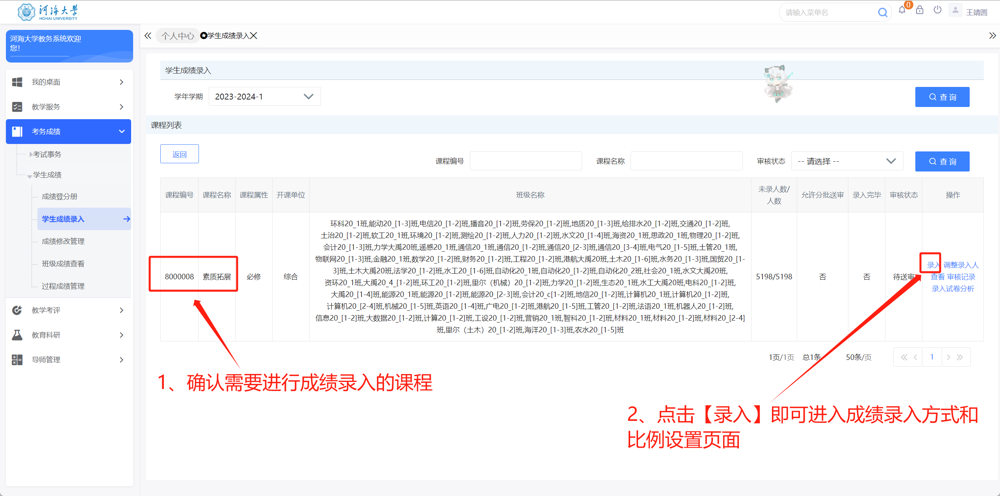 河海大学
HOHAI UNIVERSITY
请输入菜单名
0
王靖圆
河海大学教务系统欢迎
您!
个人中心
学生成绩录入
我的桌面
教学服务
考务成绩
考试事务
学生成绩
成绩登分册
学生成绩录入
成绩修改管理
班级成绩查看
过程成绩管理
教学考评
教育科研
导师管理
学生成绩录入
学年学期 2023-2024-1
查 询
课程列表
返回
课程编号
课程名称
审核状态 -- 请选择 --
查 询
课程编号 课程名称 课程属性 开课单位 班级名称 未录人数/
人数 允许分批送审 录入完毕 审核状态 操作
8000008 素质拓展 必修 综合
环科20_1班,能动20_[1-3]班,电信20_[1-2]班,播音20_[1-2]班,劳保20_[1-2]班,地质20_[1-3]班,给排水20_[1-2]班,交通20_[1-2]班,
土治20_[1-2]班,软工20_1班,环境20_[1-2]班,测绘20_[1-2]班,人力20_[1-2]班,水文20_[1-4]班,海资20_1班,思政20_1班,物理20_[1-2]班,
会计20_[1-3]班,力学大禹20班,遥感20_1班,通信20_1班,通信20_[1-2]班,通信20_[2-3]班,通信20_[3-4]班,电气20_[1-5]班,土管20_1班,
物联网20_[1-3]班,金融20_1班,数学20_[1-2]班,财务20_[1-2]班,工程20_[1-2]班,港航大禹20班,土木20_[1-6]班,水务20_[1-3]班,国贸20_[1-
3]班,土木大禹20班,法学20_[1-2]班,水工20_[1-6]班,自动化20_1班,自动化20_[1-2]班,自动化20_2班,社会20_1班,水文大禹20班,
资环20_1班,大禹20_4_[1-2]班,环工20_[1-2]班,里尔（机械）20_[1-2]班,力学20_[1-2]班,生态20_1班,水工大禹20班,电科20_[1-2]班,
大禹20_[1-4]班,能源20_1班,能源20_[1-2]班,能源20_[2-3]班,会计20_c[1-2]班,地信20_[1-2]班,计算机20_1班,计算机20_[1-2]班,
计算机20_[2-4]班,机械20_[1-5]班,英语20_[1-4]班,广电20_[1-2]班,港航20_[1-5]班,工管20_[1-2]班,法语20_1班,机器人20_[1-2]班,
信息20_[1-2]班,大数据20_[1-2]班,计算20_[1-2]班,工设20_[1-2]班,营销20_1班,智科20_[1-2]班,材料20_1班,材料20_[1-2]班,材料20_[2-4]
班,里尔（土木）20_[1-2]班,海洋20_[1-3]班,农水20_[1-5]班
5198/5198 否 否 待送审
录入 调整录入人
查看 审核记录
录入试卷分析
1页/1页 总1条 50条/页 1
1、确认需要进行成绩录入的课程
2、点击【录入】即可进入成绩录入方式和
比例设置页面